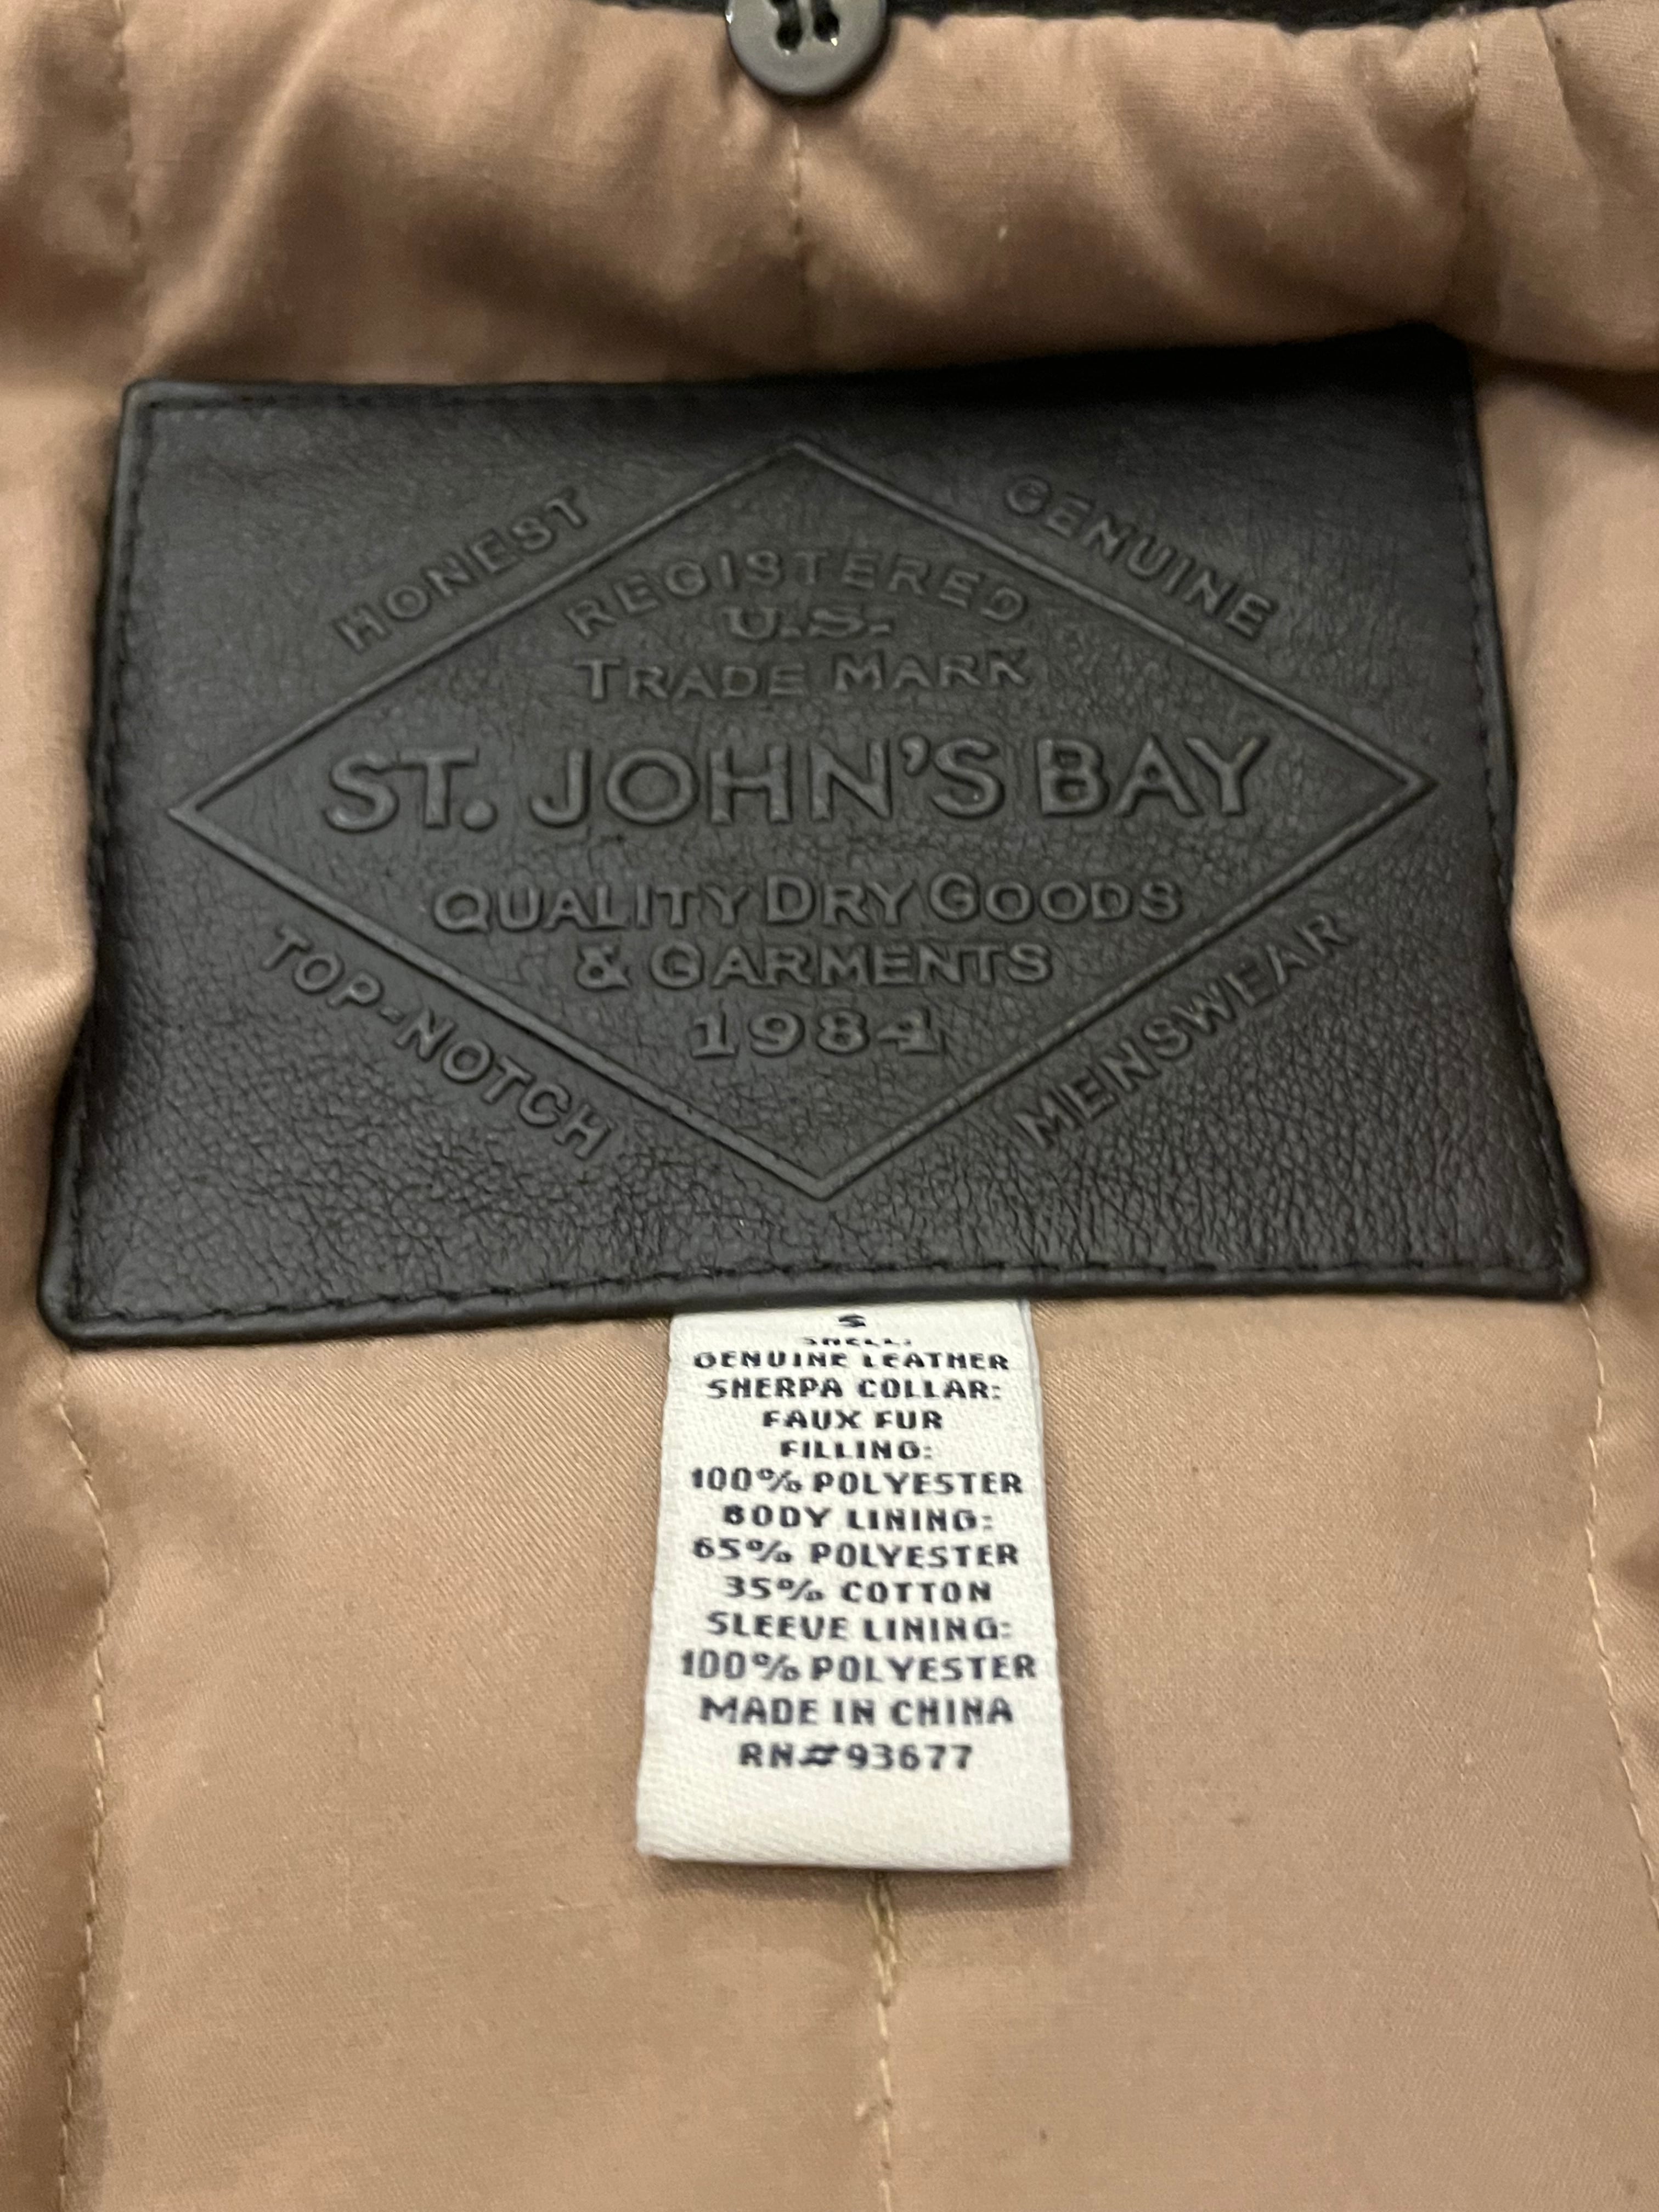 HONEST
GENUINE
REGISTERED
U.S.
TRADE MARK
ST. JOHN'S BAY
QUALITY DRY GOODS
& GARMENTS
1984
TOP-NOTCH
MENSWEAR
S
SHELL:
GENUINE LEATHER
SHERPA COLLAR:
FAUX FUR
FILLING:
100% POLYESTER
BODY LINING:
65% POLYESTER
35% COTTON
SLEEVE LINING:
100% POLYESTER
MADE IN CHINA
RN#93677